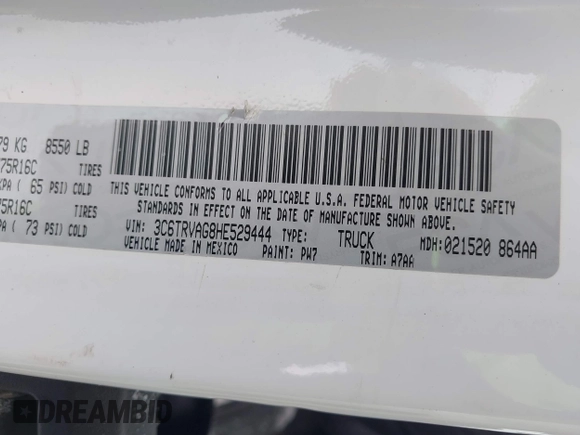 79 KG 8550 LB
75R16C TIRES
KPA ( 65 PSI) COLD
75R16C TIRES
PA ( 73 PSI) COLD
THIS VEHICLE CONFORMS TO ALL APPLICABLE U.S.A. FEDERAL MOTOR VEHICLE SAFETY
STANDARDS IN EFFECT ON THE DATE OF MANUFACTURE SHOWN ABOVE.
VIN: 3C6TRVAG8HE529444 TYPE: TRUCK MDH: 021520 864AA
VEHICLE MADE IN MEXICO PAINT: PW7 TRIM: A7AA
DREAMBID